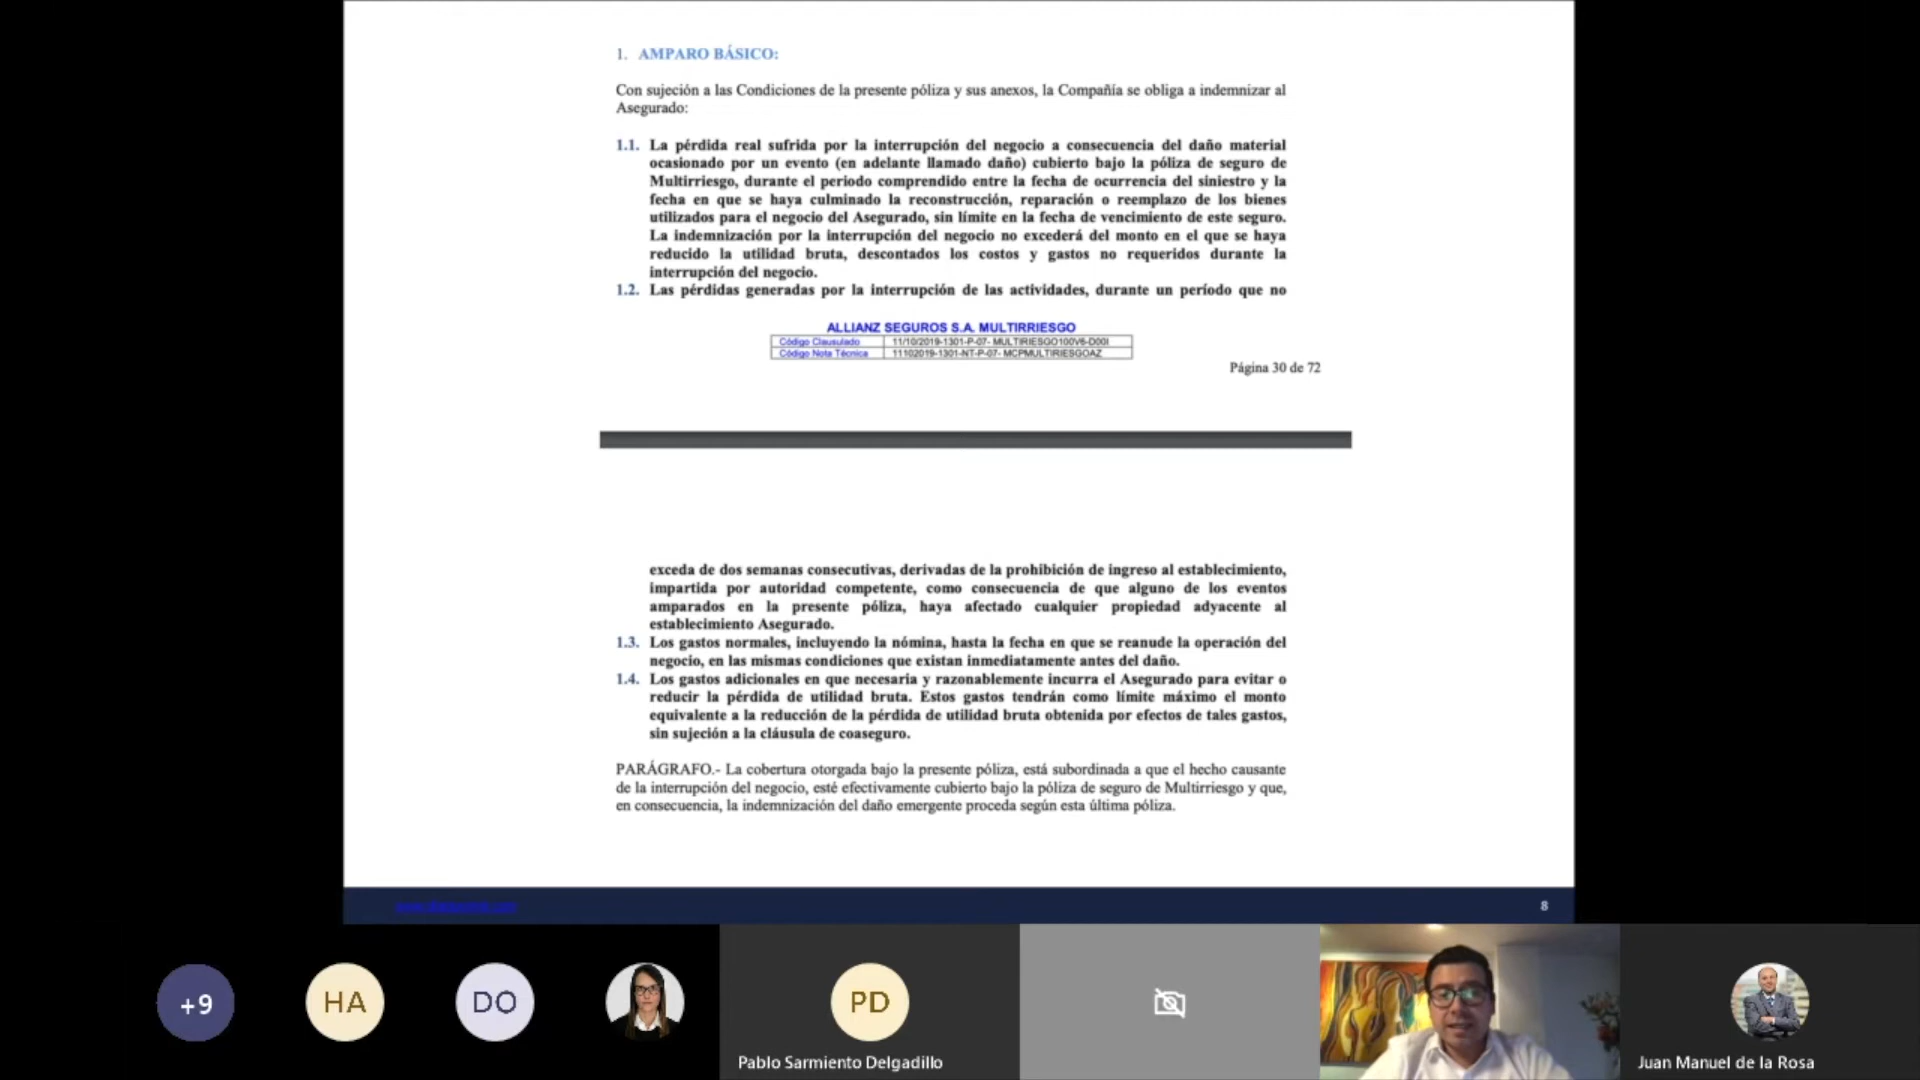 1. AMPARO BÁSICO:
Con sujeción a las Condiciones de la presente póliza y sus anexos, la Compañía se obliga a indemnizar al
Asegurado:
1.1. La pérdida real sufrida por la interrupción del negocio a consecuencia del daño material
ocasionado por un evento (en adelante llamado daño) cubierto bajo la póliza de seguro de
Multirriesgo, durante el periodo comprendido entre la fecha de ocurrencia del siniestro y la
fecha en que se haya culminado la reconstrucción, reparación o reemplazo de los bienes
utilizados para el negocio del Asegurado, sin límite en la fecha de vencimiento de este seguro.
La indemnización por la interrupción del negocio no excederá del monto en el que se haya
reducido la utilidad bruta, descontados los costos y gastos no requeridos durante la
interrupción del negocio.
1.2. Las pérdidas generadas por la interrupción de las actividades, durante un período que no
ALLIANZ SEGUROS S.A. MULTIRRIESGO
Código Clausulado 11/10/2019-1301-P-07- MULTIRIESGO100V6-D00I
Código Nota Técnica 11102019-1301-NT-P-07- MCPMULTIRIESGOAZ
Página 30 de 72
exceda de dos semanas consecutivas, derivadas de la prohibición de ingreso al establecimiento,
impartida por autoridad competente, como consecuencia de que alguno de los eventos
amparados en la presente póliza, haya afectado cualquier propiedad adyacente al
establecimiento Asegurado.
1.3. Los gastos normales, incluyendo la nómina, hasta la fecha en que se reanude la operación del
negocio, en las mismas condiciones que existan inmediatamente antes del daño.
1.4. Los gastos adicionales en que necesaria y razonablemente incurra el Asegurado para evitar o
reducir la pérdida de utilidad bruta. Estos gastos tendrán como límite máximo el monto
equivalente a la reducción de la pérdida de utilidad bruta obtenida por efectos de tales gastos,
sin sujeción a la cláusula de coaseguro.
PARÁGRAFO.- La cobertura otorgada bajo la presente póliza, está subordinada a que el hecho causante
de la interrupción del negocio, esté efectivamente cubierto bajo la póliza de seguro de Multirriesgo y que,
en consecuencia, la indemnización del daño emergente proceda según esta última póliza.
8
+9
HA
DO
PD
Pablo Sarmiento Delgadillo
Juan Manuel de la Rosa